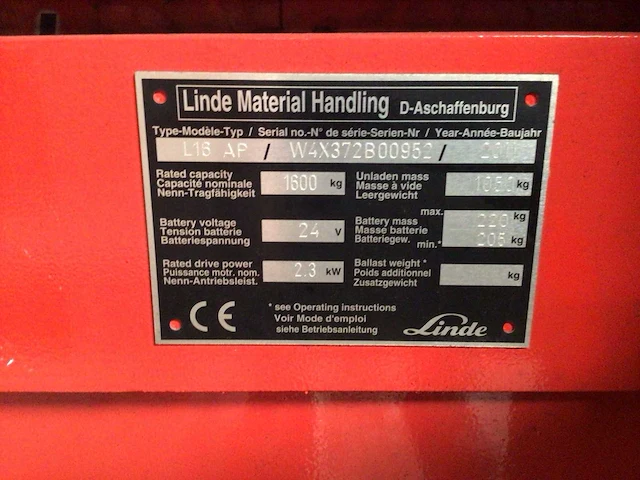 Linde Material Handling D-Aschaffenburg
Type-Modèle-Typ / Serial no.-N° de série-Serien-Nr / Year-Année-Baujahr
L16 AP / W4X372B00952 /
Rated capacity
Capacité nominale
Nenn-Tragfähigkeit
1600 kg
Unladen mass
Masse à vide
Leergewicht
kg
Battery voltage
Tension batterie
Batteriespannung
24 V
Battery mass
Masse batterie
Batteriegew.
max. 220 kg
min.* 205 kg
Rated drive power
Puissance motr. nom.
Nenn-Antriebsleist.
2.3 kW
Ballast weight *
Poids additionnel
Zusatzgewicht
kg
CE
* see Operating instructions
Voir Mode d'emploi
siehe Betriebsanleitung
Linde